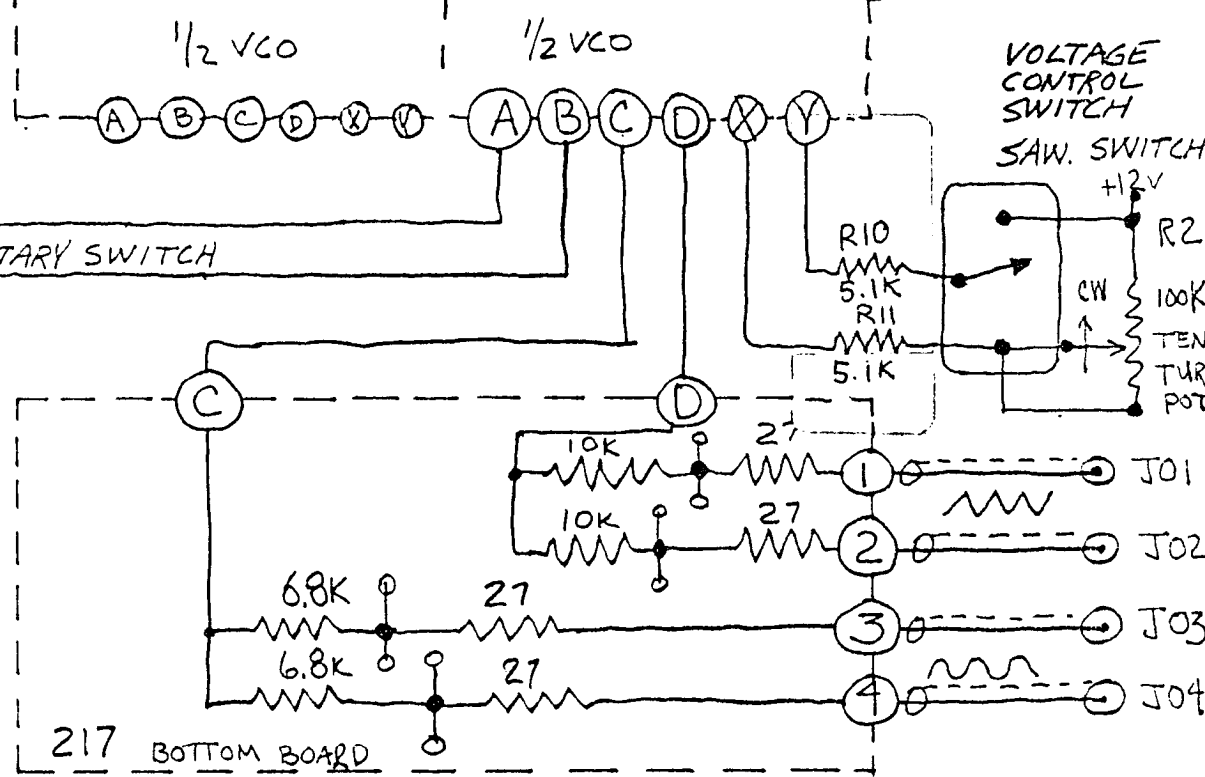 1/2 VCO
1/2 VCO
VOLTAGE
CONTROL
SWITCH
SAW. SWITCH
A B C D X Y
A B C D X Y
+12V
R2
TARY SWITCH
R10
5.1K
R11
5.1K
CW
100K
TEN
TUR
POT
C
D
10K
27
1
J01
10K
27
2
J02
6.8K
27
3
J03
6.8K
27
4
J04
217 BOTTOM BOARD